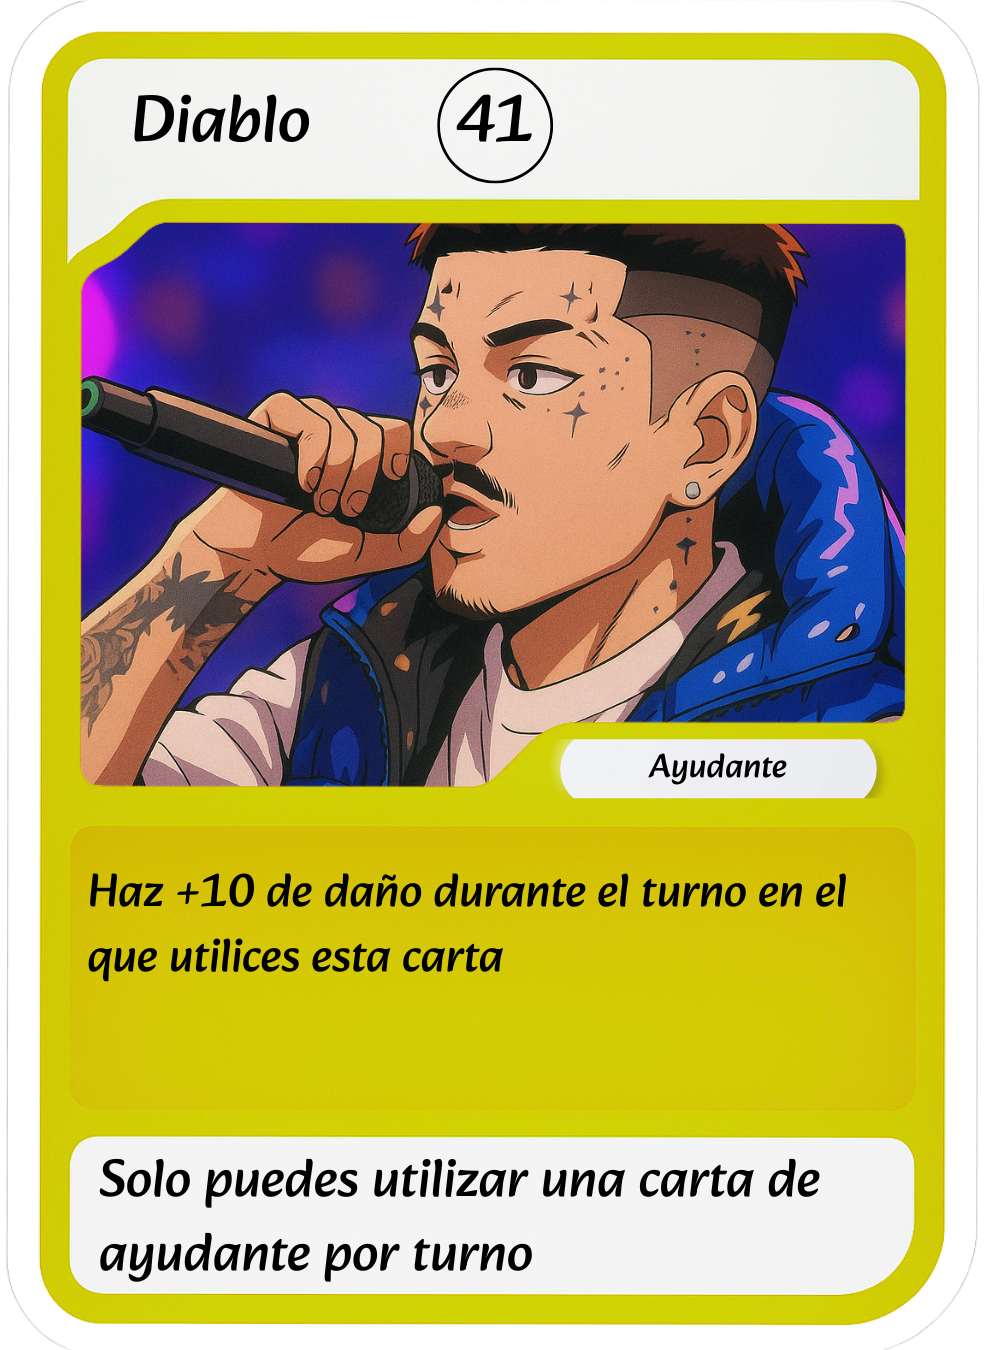 Diablo 41
Ayudante
Haz +10 de daño durante el turno en el
que utilices esta carta
Solo puedes utilizar una carta de
ayudante por turno